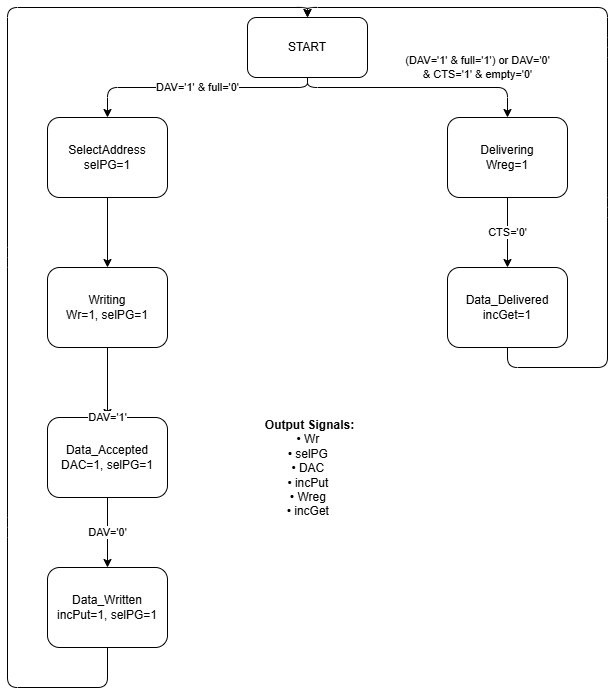 START
(DAV='1' & full='1') or DAV='0'
& CTS='1' & empty='0'
DAV='1' & full='0'
SelectAddress
selPG=1
Delivering
Wreg=1
CTS='0'
Writing
Wr=1, selPG=1
Data_Delivered
incGet=1
DAV='1'
Data_Accepted
DAC=1, selPG=1
Output Signals:
• Wr
• selPG
• DAC
• incPut
• Wreg
• incGet
DAV='0'
Data_Written
incPut=1, selPG=1